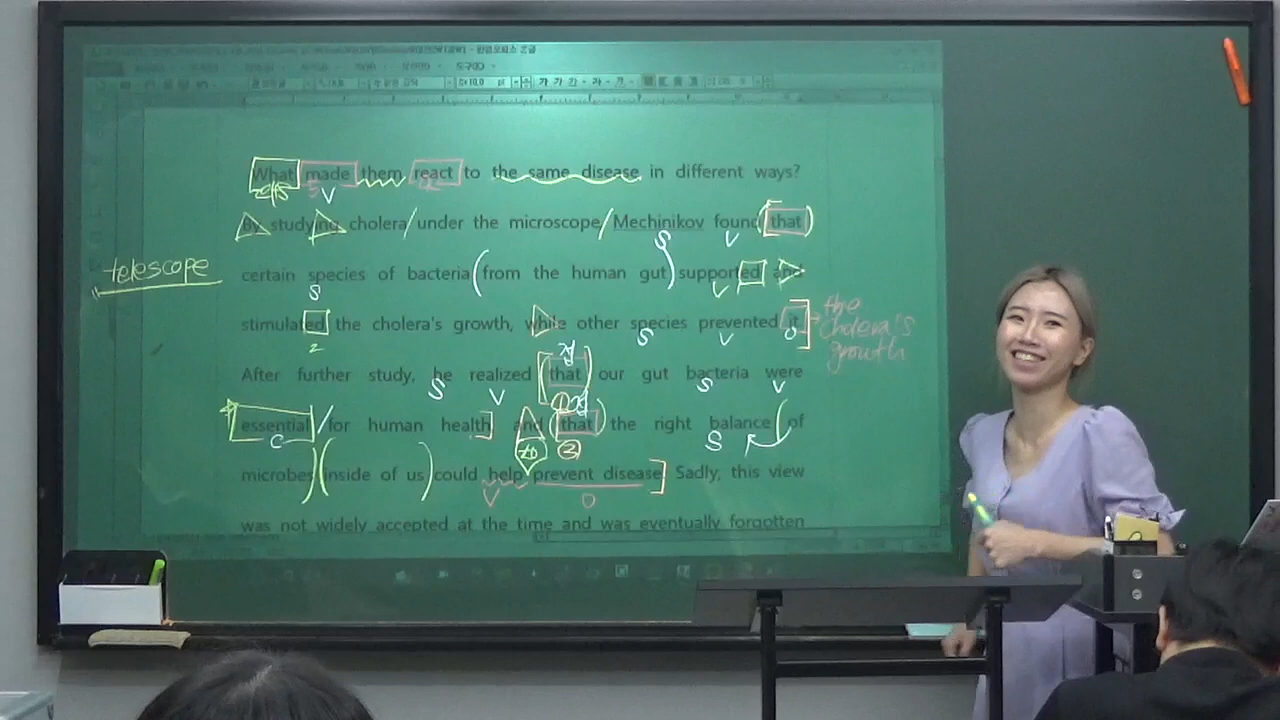 What made them react to the same disease in different ways?
By studying cholera under the microscope, Mechinikov found that
telescope
certain species of bacteria from the human gut supported and
stimulated the cholera's growth, while other species prevented it.
the cholera's growth
After further study, he realized that our gut bacteria were
essential for human health and that the right balance of
microbes inside of us could help prevent disease. Sadly, this view
was not widely accepted at the time and was eventually forgotten